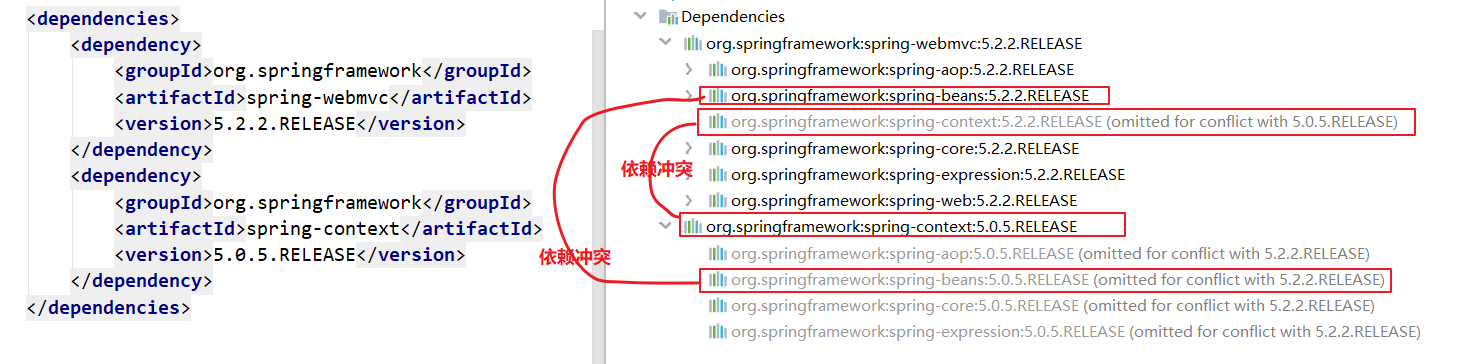 <dependencies>
<dependency>
<groupId>org.springframework</groupId>
<artifactId>spring-webmvc</artifactId>
<version>5.2.2.RELEASE</version>
</dependency>
<dependency>
<groupId>org.springframework</groupId>
<artifactId>spring-context</artifactId>
<version>5.0.5.RELEASE</version>
</dependency>
</dependencies>
Dependencies
org.springframework:spring-webmvc:5.2.2.RELEASE
org.springframework:spring-aop:5.2.2.RELEASE
org.springframework:spring-beans:5.2.2.RELEASE
org.springframework:spring-context:5.2.2.RELEASE (omitted for conflict with 5.0.5.RELEASE)
org.springframework:spring-core:5.2.2.RELEASE
依赖冲突
org.springframework:spring-expression:5.2.2.RELEASE
org.springframework:spring-web:5.2.2.RELEASE
org.springframework:spring-context:5.0.5.RELEASE
org.springframework:spring-aop:5.0.5.RELEASE (omitted for conflict with 5.2.2.RELEASE)
依赖冲突
org.springframework:spring-beans:5.0.5.RELEASE (omitted for conflict with 5.2.2.RELEASE)
org.springframework:spring-core:5.0.5.RELEASE (omitted for conflict with 5.2.2.RELEASE)
org.springframework:spring-expression:5.0.5.RELEASE (omitted for conflict with 5.2.2.RELEASE)